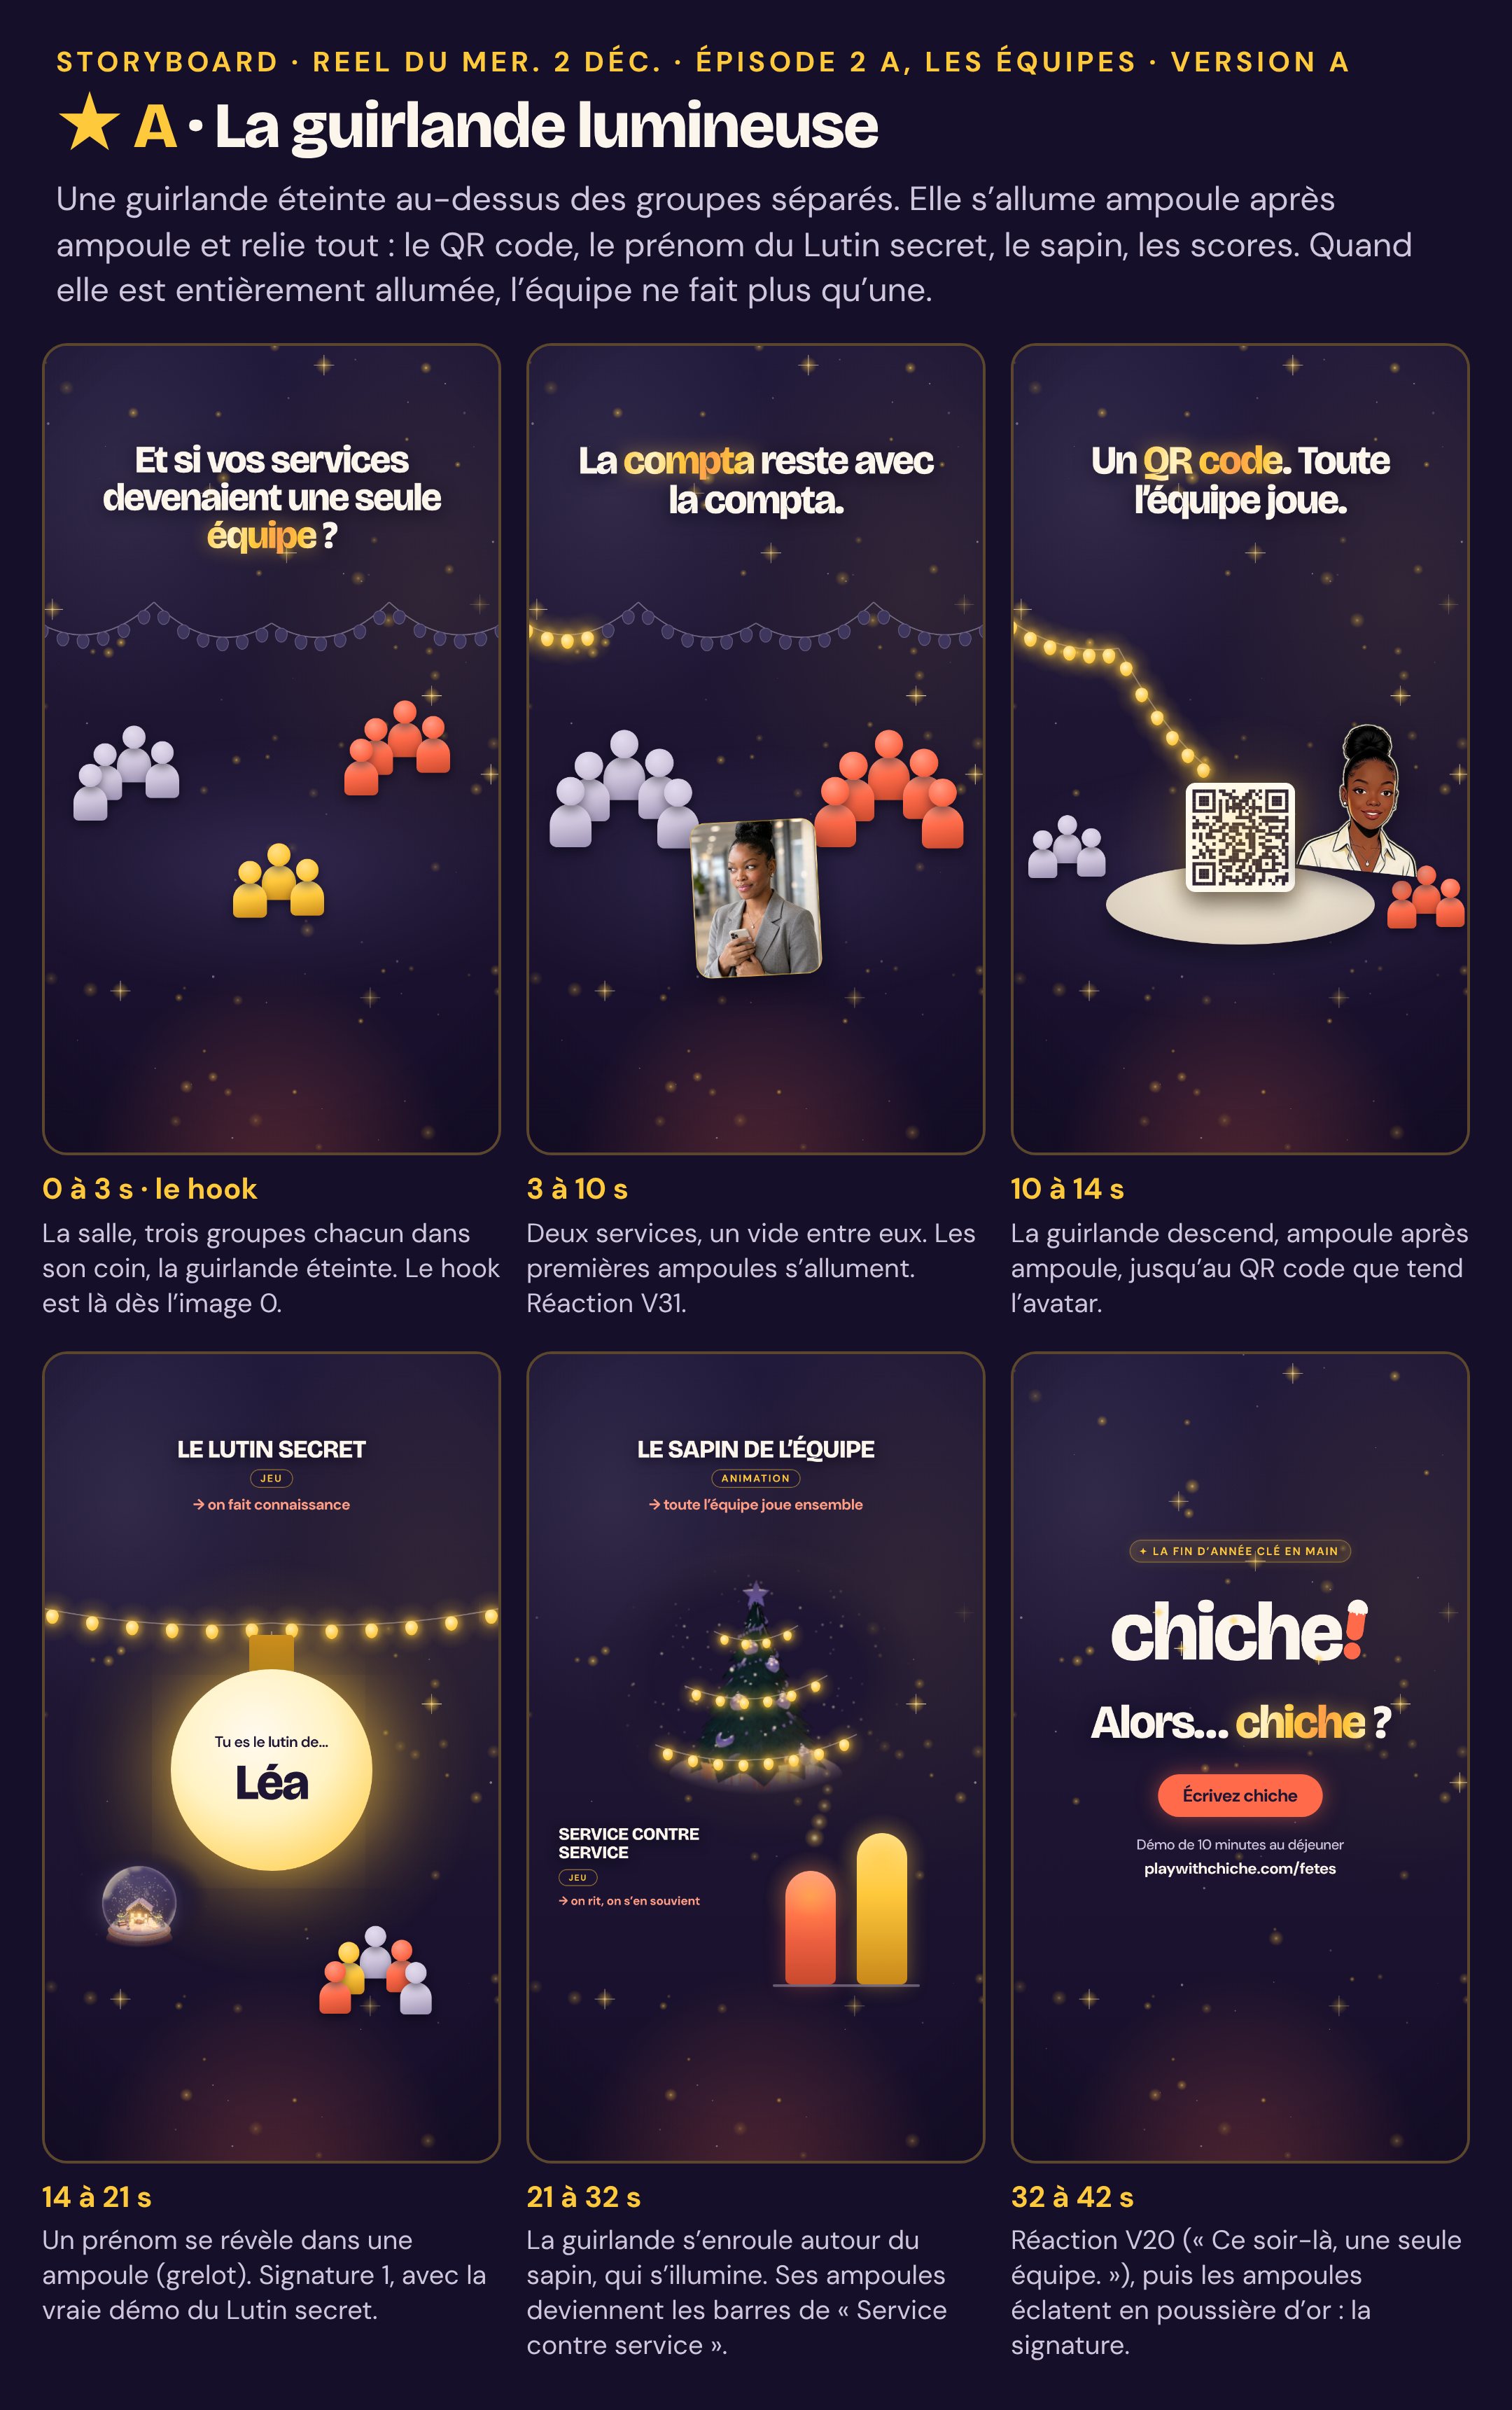 STORYBOARD · REEL DU MER. 2 DÉC. · ÉPISODE 2 A, LES ÉQUIPES · VERSION A
★ A · La guirlande lumineuse
Une guirlande éteinte au-dessus des groupes séparés. Elle s’allume ampoule après
ampoule et relie tout : le QR code, le prénom du Lutin secret, le sapin, les scores. Quand
elle est entièrement allumée, l’équipe ne fait plus qu’une.
Et si vos services
devenaient une seule
équipe ?
0 à 3 s · le hook
La salle, trois groupes chacun dans
son coin, la guirlande éteinte. Le hook
est là dès l’image 0.
La compta reste avec
la compta.
3 à 10 s
Deux services, un vide entre eux. Les
premières ampoules s’allument.
Réaction V31.
Un QR code. Toute
l’équipe joue.
10 à 14 s
La guirlande descend, ampoule après
ampoule, jusqu’au QR code que tend
l’avatar.
LE LUTIN SECRET
JEU
→ on fait connaissance
Tu es le lutin de…
Léa
14 à 21 s
Un prénom se révèle dans une
ampoule (grelot). Signature 1, avec la
vraie démo du Lutin secret.
LE SAPIN DE L’ÉQUIPE
ANIMATION
→ toute l’équipe joue ensemble
SERVICE CONTRE
SERVICE
JEU
→ on rit, on s’en souvient
21 à 32 s
La guirlande s’enroule autour du
sapin, qui s’illumine. Ses ampoules
deviennent les barres de « Service
contre service ».
✦ LA FIN D’ANNÉE CLÉ EN MAIN
chiche!
Alors… chiche ?
Écrivez chiche
Démo de 10 minutes au déjeuner
playwithchiche.com/fetes
32 à 42 s
Réaction V20 (« Ce soir-là, une seule
équipe. »), puis les ampoules
éclatent en poussière d’or : la
signature.